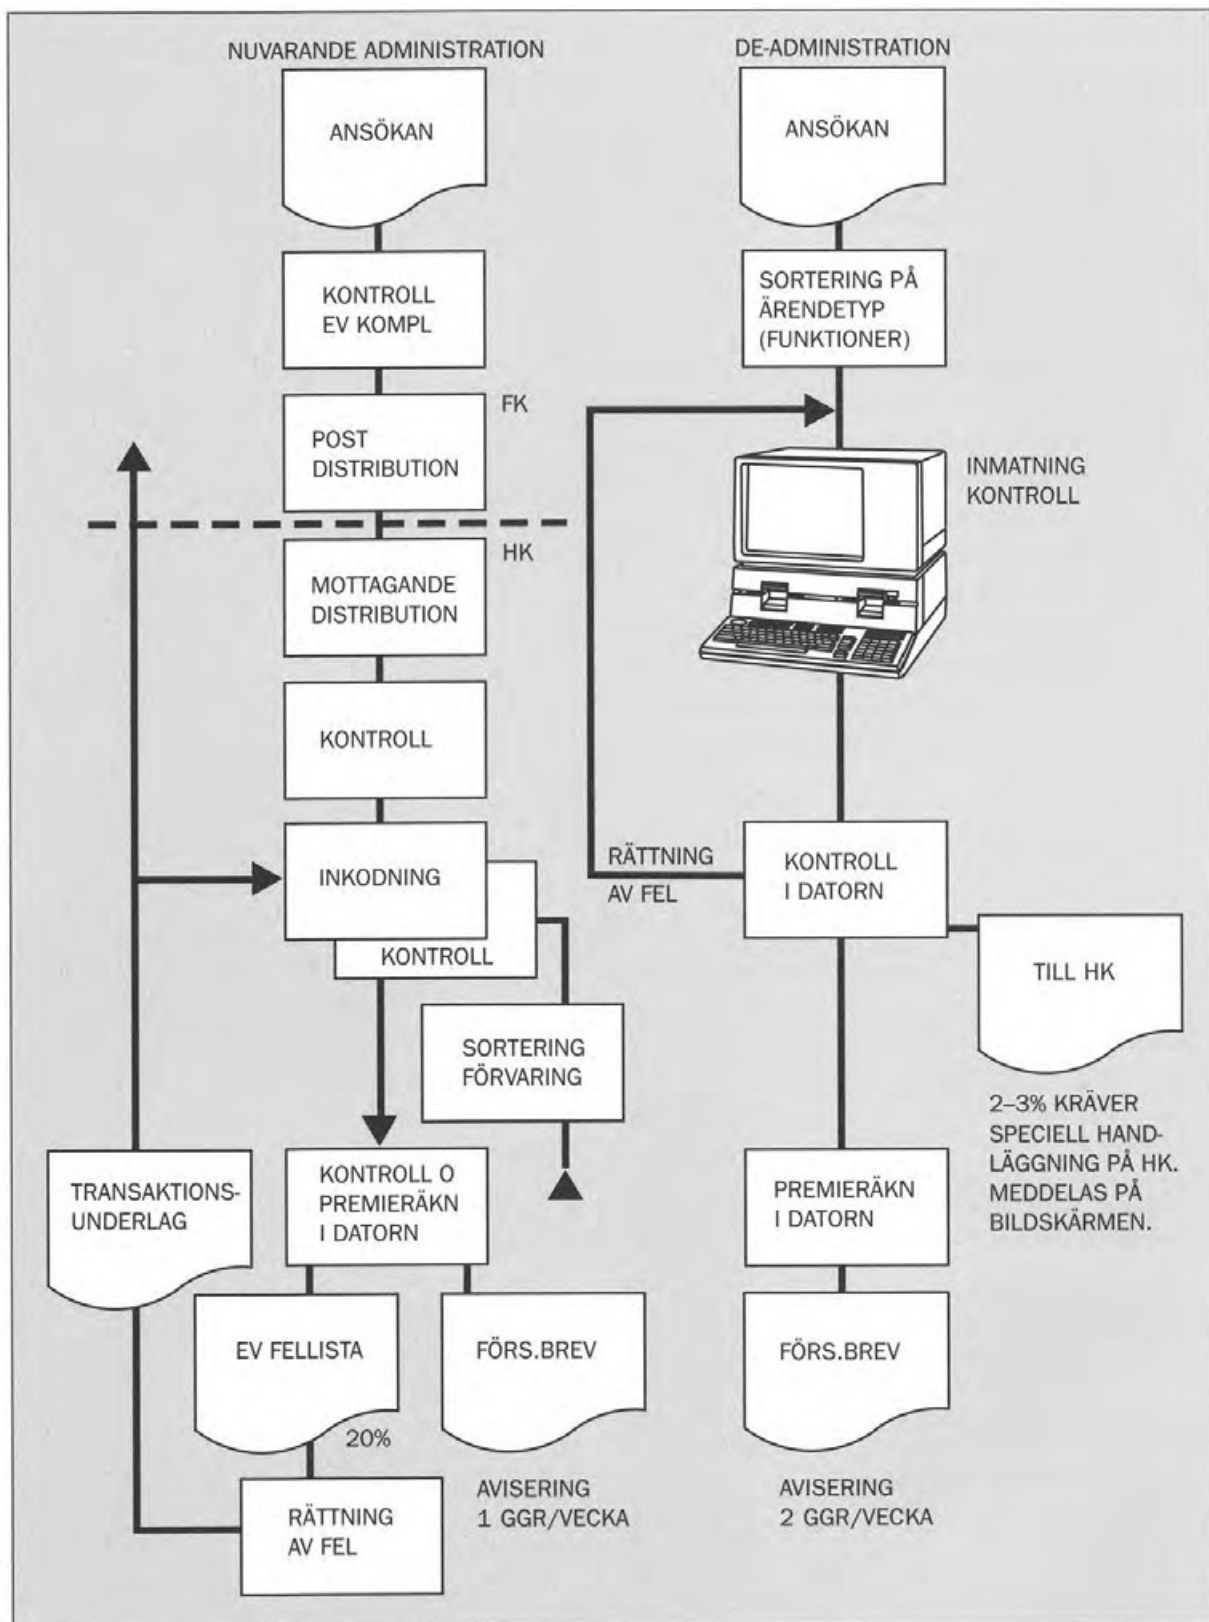 NUVARANDE ADMINISTRATION
ANSÖKAN
KONTROLL
EV KOMPL
FK
POST
DISTRIBUTION
HK
MOTTAGANDE
DISTRIBUTION
KONTROLL
INKODNING
KONTROLL
SORTERING
FÖRVARING
KONTROLL O
PREMIERÄKN
I DATORN
TRANSAKTIONS-
UNDERLAG
EV FELLISTA
20%
FÖRS.BREV
AVISERING
1 GGR/VECKA
RÄTTNING
AV FEL
DE-ADMINISTRATION
ANSÖKAN
SORTERING PÅ
ÄRENDETYP
(FUNKTIONER)
INMATNING
KONTROLL
RÄTTNING
AV FEL
KONTROLL
I DATORN
TILL HK
2–3% KRÄVER
SPECIELL HAND-
LÄGGNING PÅ HK.
MEDDELAS PÅ
BILDSKÄRMEN.
PREMIERÄKN
I DATORN
FÖRS.BREV
AVISERING
2 GGR/VECKA